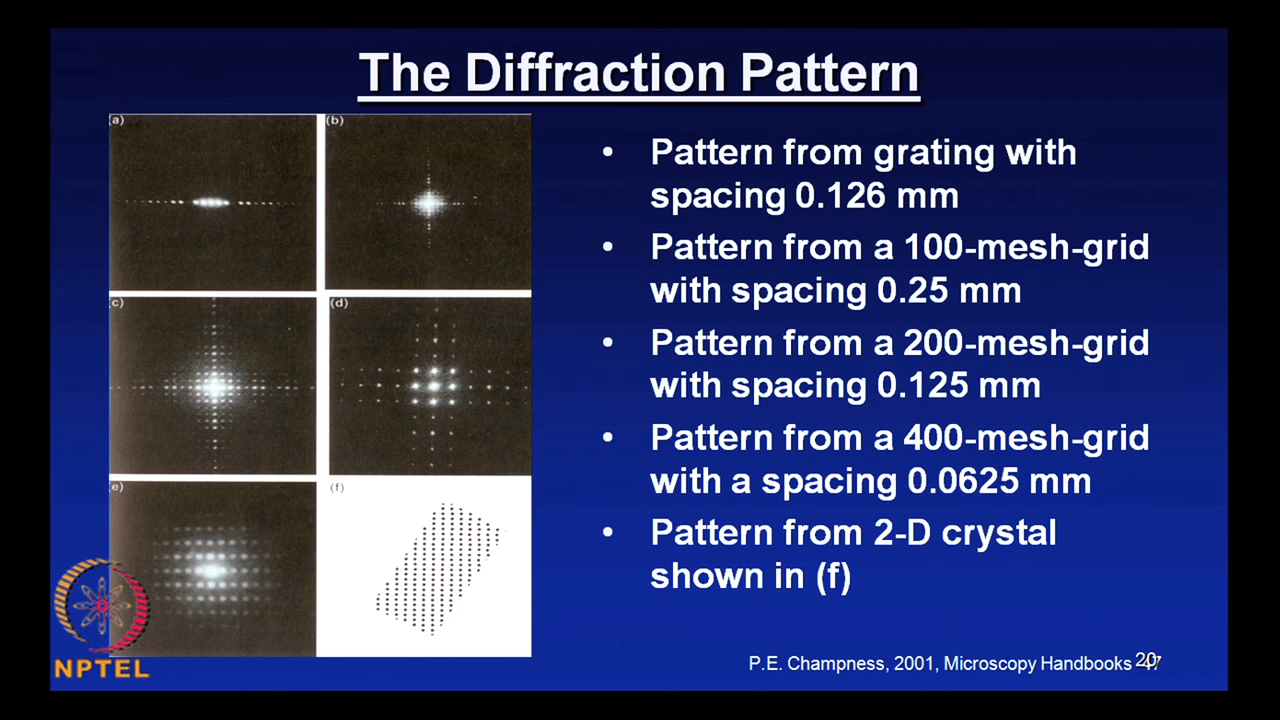 The Diffraction Pattern
(a)
(b)
(c)
(d)
(e)
(f)
• Pattern from grating with
spacing 0.126 mm
• Pattern from a 100-mesh-grid
with spacing 0.25 mm
• Pattern from a 200-mesh-grid
with spacing 0.125 mm
• Pattern from a 400-mesh-grid
with a spacing 0.0625 mm
• Pattern from 2-D crystal
shown in (f)
NPTEL
P.E. Champness, 2001, Microscopy Handbooks 47
20